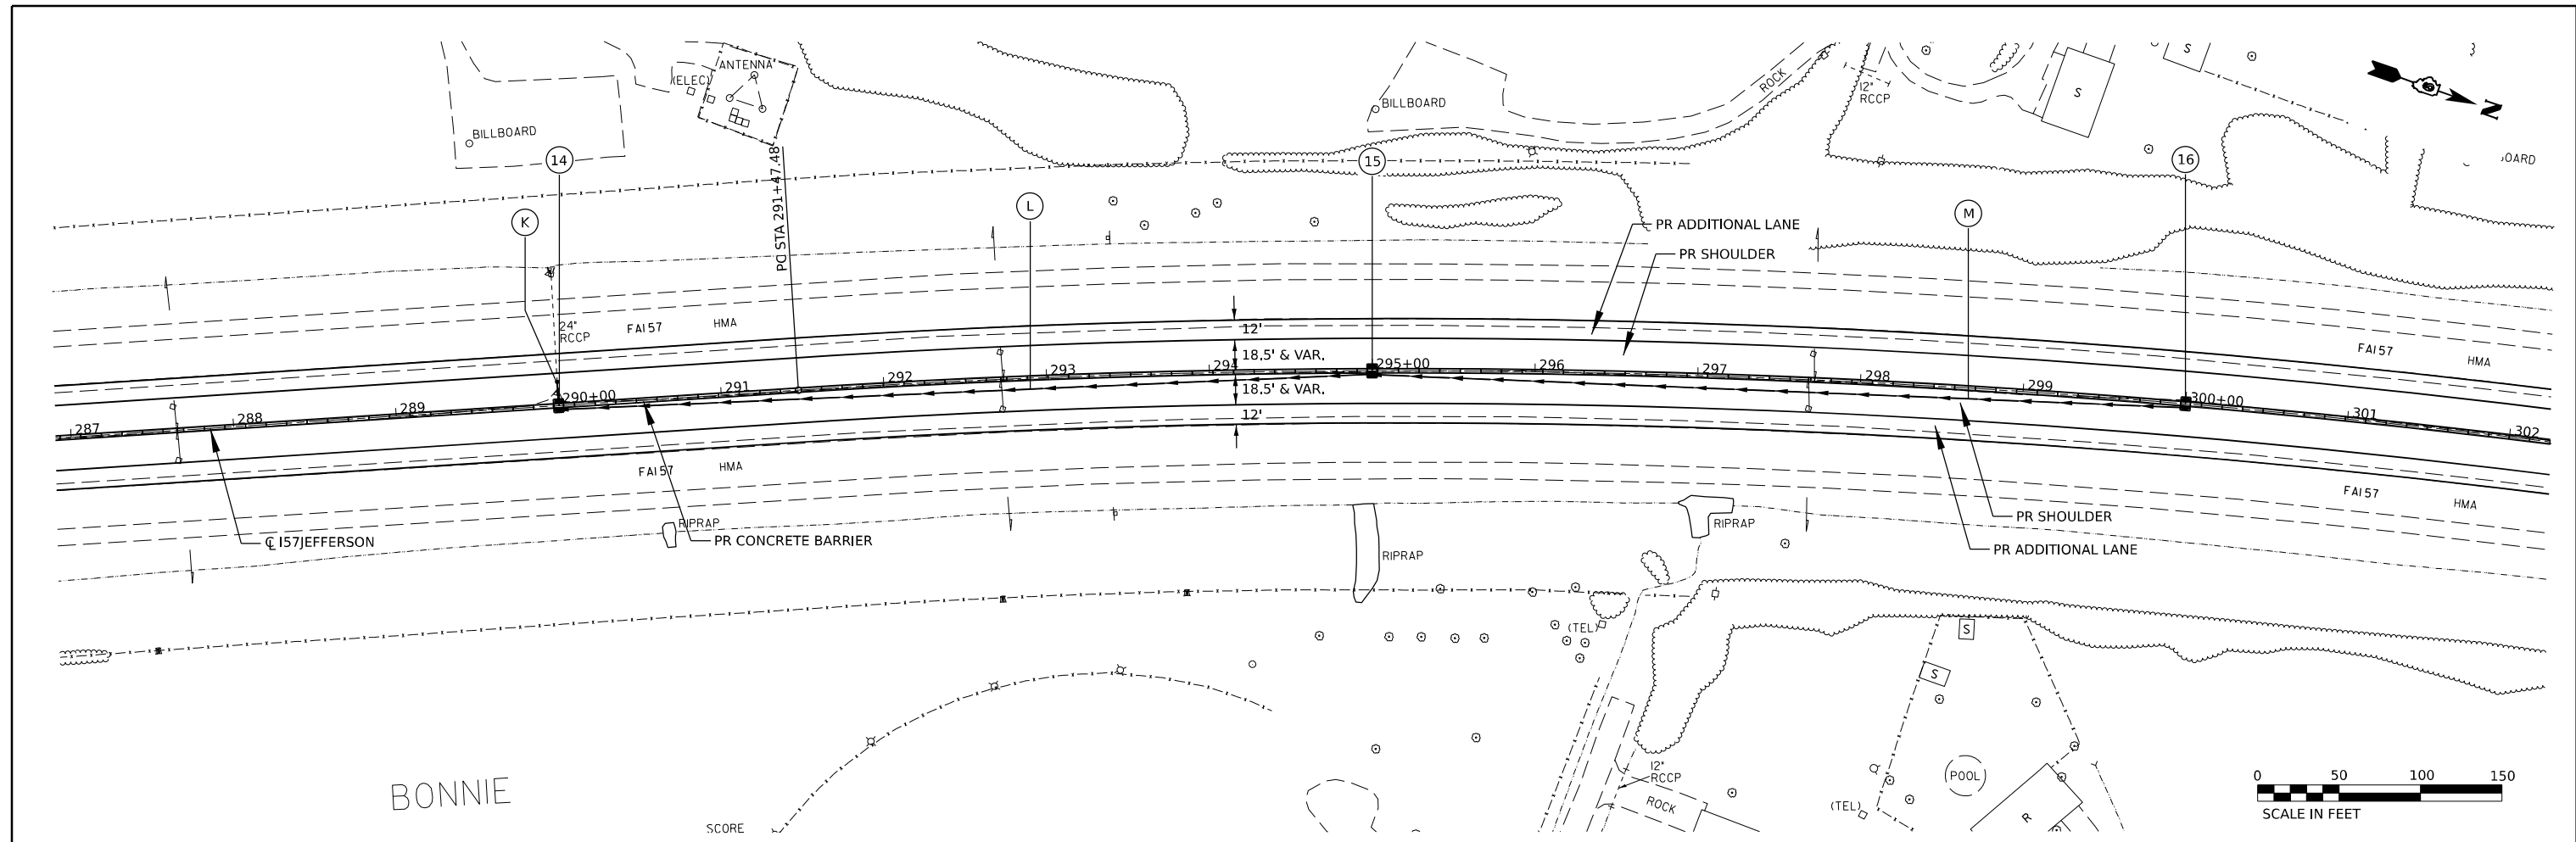 ANTENNA
(ELEC)
BILLBOARD
14
K
PC STA 291+47.48
L
BILLBOARD
15
ROCK
12"
RCCP
S
S
16
M
N
OARD
PR ADDITIONAL LANE
PR SHOULDER
24"
RCCP
FAI 57
HMA
12'
18.5' & VAR.
18.5' & VAR.
12'
FAI 57
HMA
287
288
289
290+00
291
292
293
294
295+00
296
297
298
299
300+00
301
302
FAI 57
HMA
FAI 57
HMA
℄ I57JEFFERSON
RIPRAP
PR CONCRETE BARRIER
RIPRAP
RIPRAP
PR SHOULDER
PR ADDITIONAL LANE
(TEL)
S
S
BONNIE
SCORE
12"
RCCP
ROCK
POOL
(TEL)
R
0 50 100 150
SCALE IN FEET